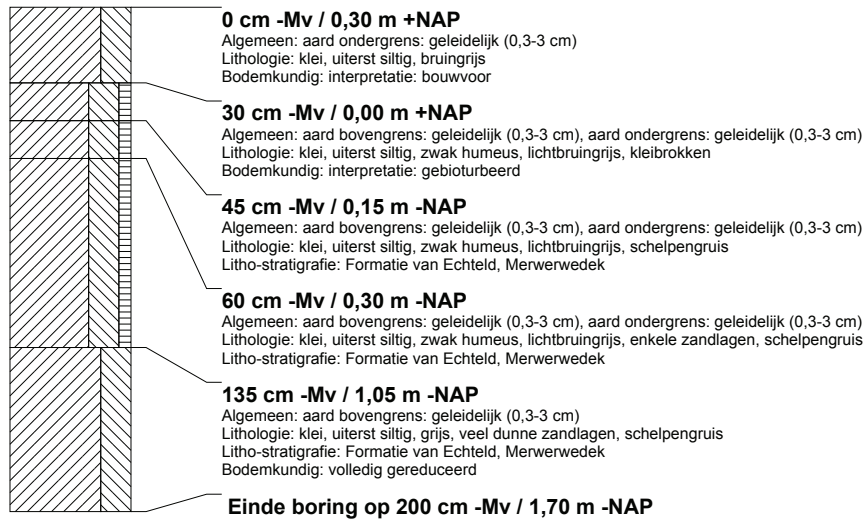 0 cm -Mv / 0,30 m +NAP
Algemeen: aard ondergrens: geleidelijk (0,3-3 cm)
Lithologie: klei, uiterst siltig, bruingrijs
Bodemkundig: interpretatie: bouwvoor
30 cm -Mv / 0,00 m +NAP
Algemeen: aard bovengrens: geleidelijk (0,3-3 cm), aard ondergrens: geleidelijk (0,3-3 cm)
Lithologie: klei, uiterst siltig, zwak humeus, lichtbruingrijs, kleibrokken
Bodemkundig: interpretatie: gebioturbeerd
45 cm -Mv / 0,15 m -NAP
Algemeen: aard bovengrens: geleidelijk (0,3-3 cm), aard ondergrens: geleidelijk (0,3-3 cm)
Lithologie: klei, uiterst siltig, zwak humeus, lichtbruingrijs, schelpengruis
Litho-stratigrafie: Formatie van Echteld, Merwerwedek
60 cm -Mv / 0,30 m -NAP
Algemeen: aard bovengrens: geleidelijk (0,3-3 cm), aard ondergrens: geleidelijk (0,3-3 cm)
Lithologie: klei, uiterst siltig, zwak humeus, lichtbruingrijs, enkele zandlagen, schelpengruis
Litho-stratigrafie: Formatie van Echteld, Merwerwedek
135 cm -Mv / 1,05 m -NAP
Algemeen: aard bovengrens: geleidelijk (0,3-3 cm)
Lithologie: klei, uiterst siltig, grijs, veel dunne zandlagen, schelpengruis
Litho-stratigrafie: Formatie van Echteld, Merwerwedek
Bodemkundig: volledig gereduceerd
Einde boring op 200 cm -Mv / 1,70 m -NAP